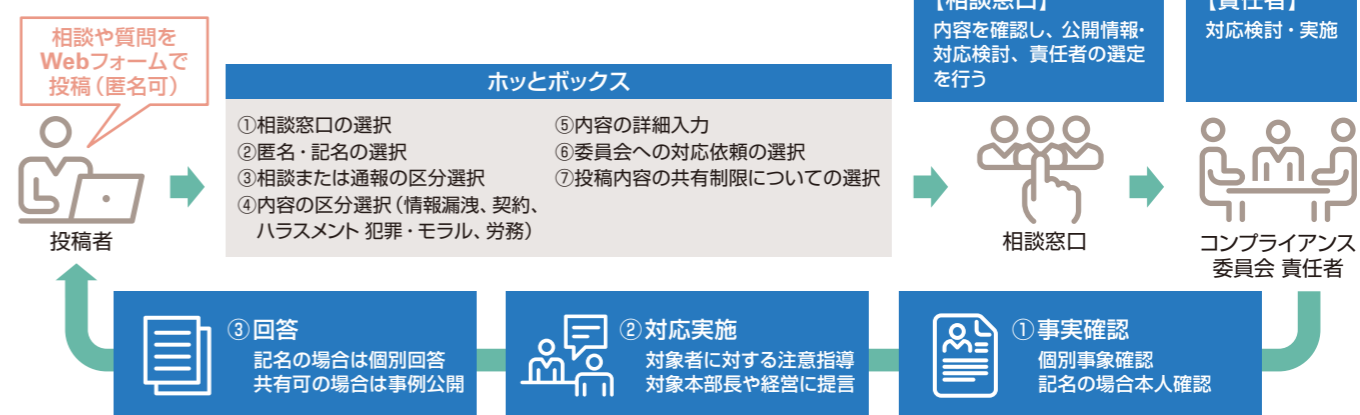 相談や質問を
Webフォームで
投稿（匿名可）
投稿者
ホッとボックス
①相談窓口の選択
②匿名・記名の選択
③相談または通報の区分選択
④内容の区分選択（情報漏洩、契約、
ハラスメント 犯罪・モラル、労務）
⑤内容の詳細入力
⑥委員会への対応依頼の選択
⑦投稿内容の共有制限についての選択
【相談窓口】
内容を確認し、公開情報・
対応検討、責任者の選定
を行う
相談窓口
【責任者】
対応検討・実施
コンプライアンス
委員会 責任者
①事実確認
個別事象確認
記名の場合本人確認
②対応実施
対象者に対する注意指導
対象本部長や経営に提言
③回答
記名の場合は個別回答
共有可の場合は事例公開